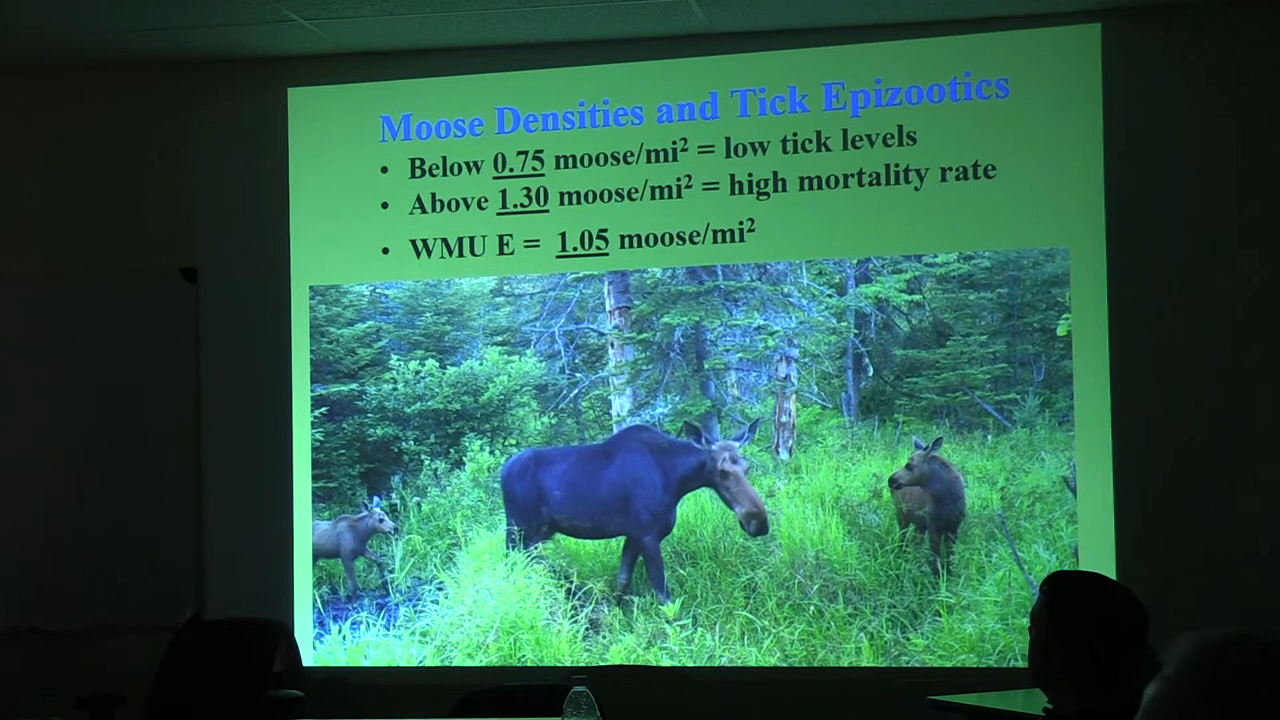 Moose Densities and Tick Epizootics
• Below 0.75 moose/mi² = low tick levels
• Above 1.30 moose/mi² = high mortality rate
• WMU E = 1.05 moose/mi²